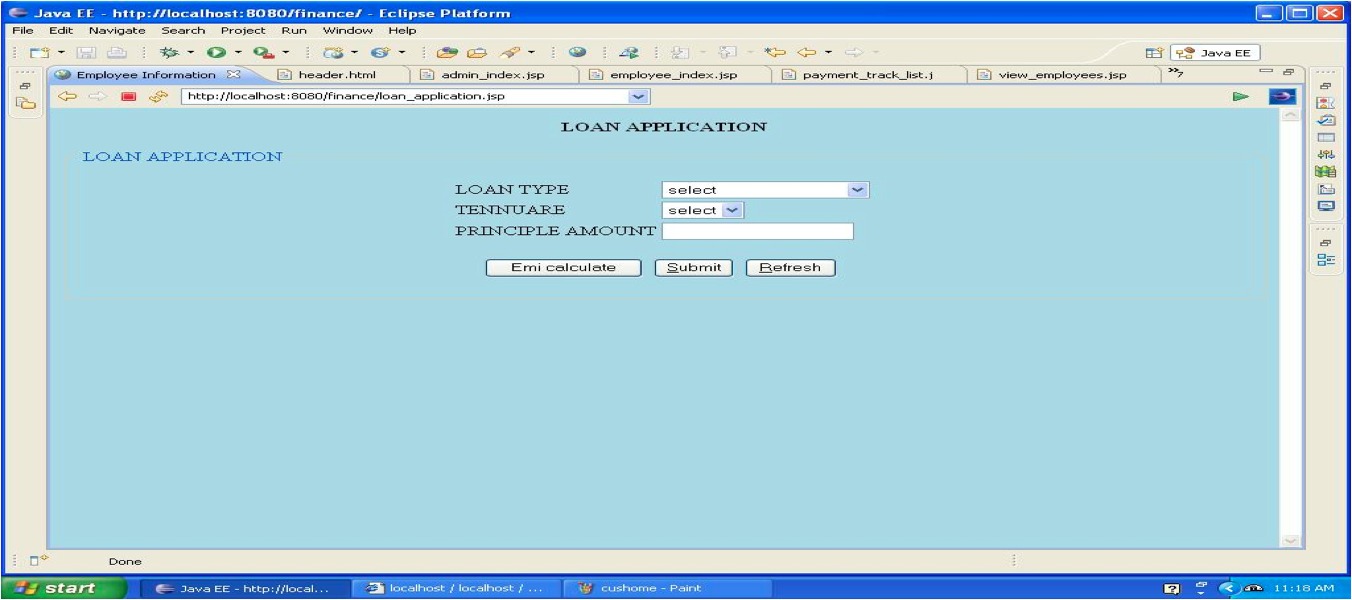 Java EE - http://localhost:8080/finance/ - Eclipse Platform
File Edit Navigate Search Project Run Window Help
Java EE
Employee Information header.html admin_index.jsp employee_index.jsp payment_track_list.j view_employees.jsp »7
http://localhost:8080/finance/loan_application.jsp
LOAN APPLICATION
LOAN APPLICATION
LOAN TYPE select
TENNUARE select
PRINCIPLE AMOUNT
Emi calculate Submit Refresh
Done
start Java EE - http://local... localhost / localhost / ... cushome - Paint 11:18 AM